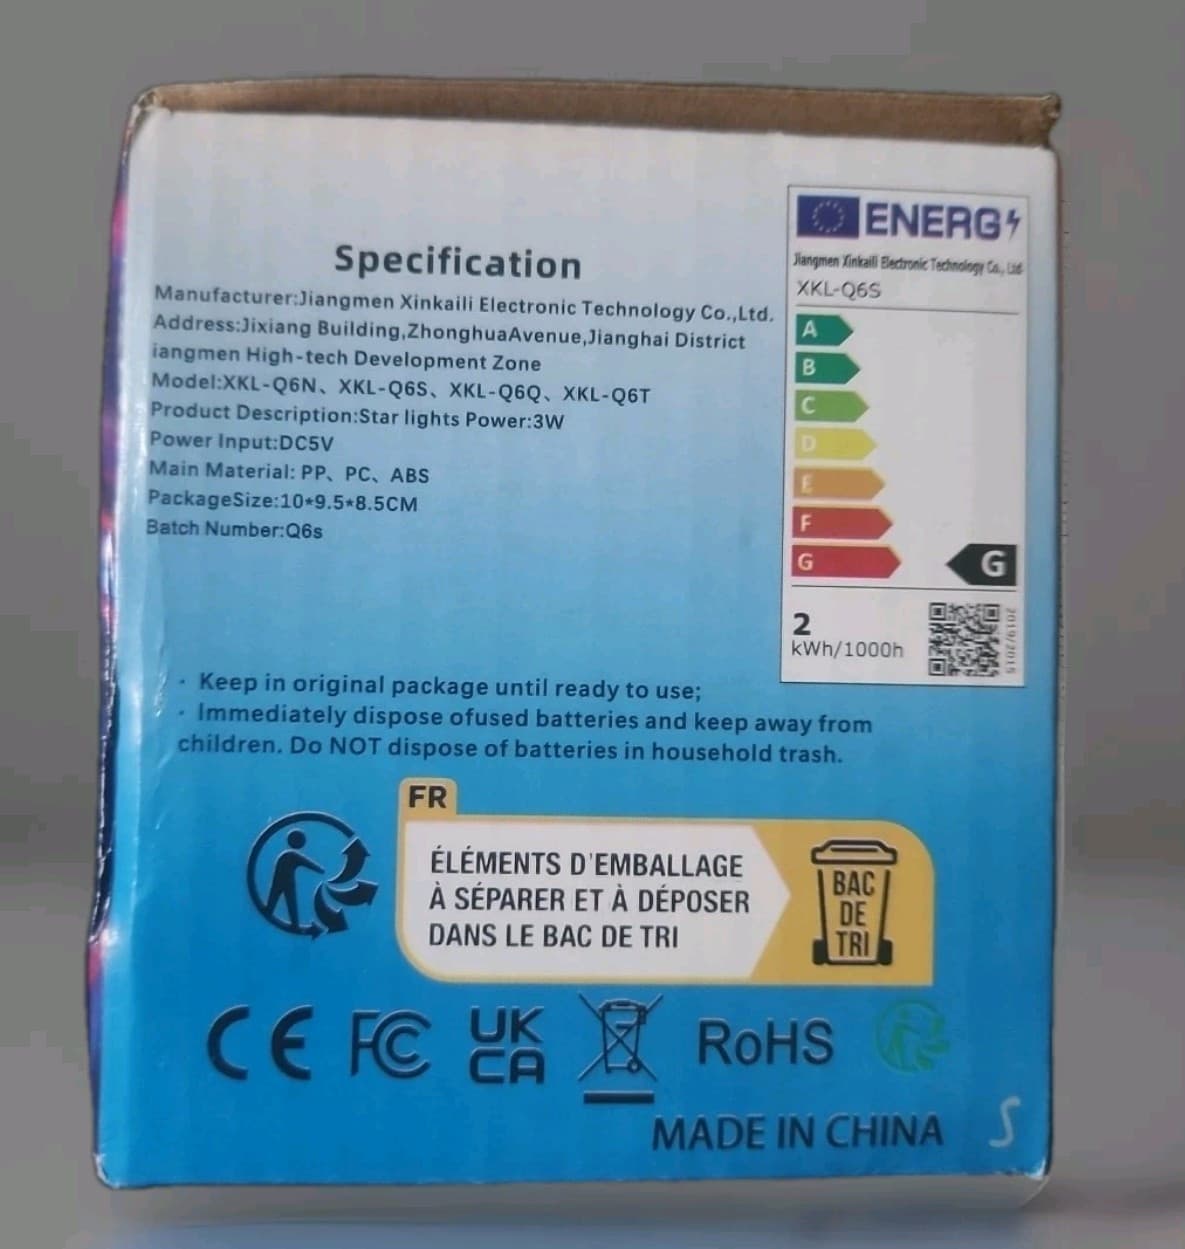 Specification
Manufacturer:Jiangmen Xinkaili Electronic Technology Co.,Ltd.
Address:Jixiang Building,ZhonghuaAvenue,Jianghai District
iangmen High-tech Development Zone
Model:XKL-Q6N、XKL-Q6S、XKL-Q6Q、XKL-Q6T
Product Description:Star lights Power:3W
Power Input:DC5V
Main Material: PP、PC、ABS
PackageSize:10*9.5*8.5CM
Batch Number:Q6s
ENERG
Jiangmen Xinkaili Electronic Technology Co., Ltd
XKL-Q6S
A
B
C
D
E
F
G
G
2
kWh/1000h
2019/2015
· Keep in original package until ready to use;
· Immediately dispose ofused batteries and keep away from
children. Do NOT dispose of batteries in household trash.
FR
ÉLÉMENTS D'EMBALLAGE
À SÉPARER ET À DÉPOSER
DANS LE BAC DE TRI
BAC
DE
TRI
CE FC UK
CA
RoHS
MADE IN CHINA
S